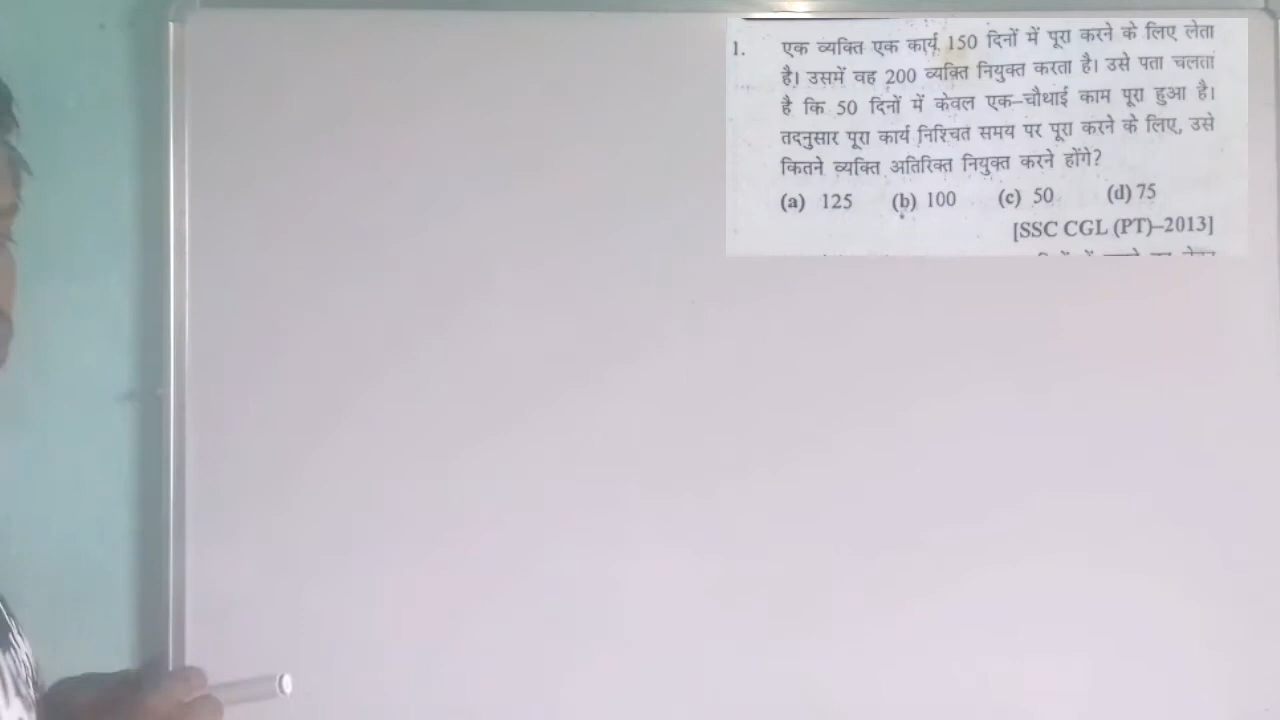 1. एक व्यक्ति एक कार्य 150 दिनों में पूरा करने के लिए लेता
है। उसमें वह 200 व्यक्ति नियुक्त करता है। उसे पता चलता
है कि 50 दिनों में केवल एक–चौथाई काम पूरा हुआ है।
तद्नुसार पूरा कार्य निश्चित समय पर पूरा करने के लिए, उसे
कितने व्यक्ति अतिरिक्त नियुक्त करने होंगे?
(a) 125 (b) 100 (c) 50 (d) 75
[SSC CGL (PT)–2013]